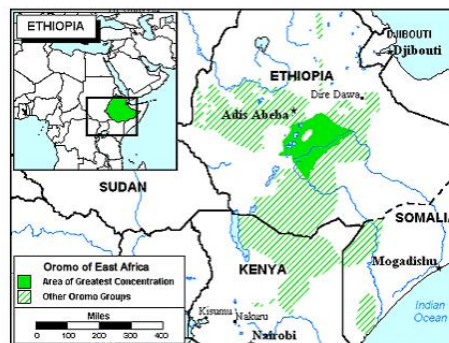 ETHIOPIA
DJIBOUTI
Djibouti
ETHIOPIA
Dire Dawa
Adis Abeba
SUDAN
SOMALIA
Oromo of East Africa
Area of Greatest Concentration
Other Oromo Groups
Miles
0 100 200 300 400
KENYA
Mogadishu
Kisumu
Nakuru
Nairobi
Indian
Ocean